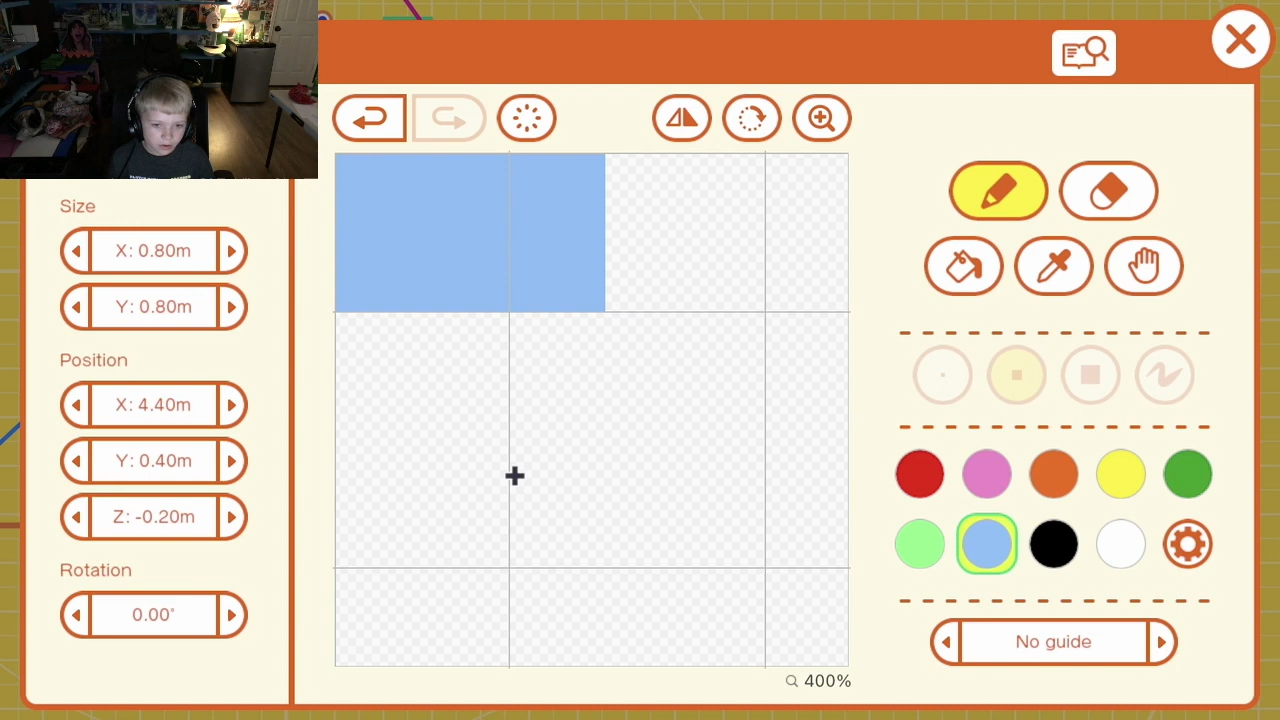 Size
X: 0.80m
Y: 0.80m
Position
X: 4.40m
Y: 0.40m
Z: -0.20m
Rotation
0.00°
400%
No guide